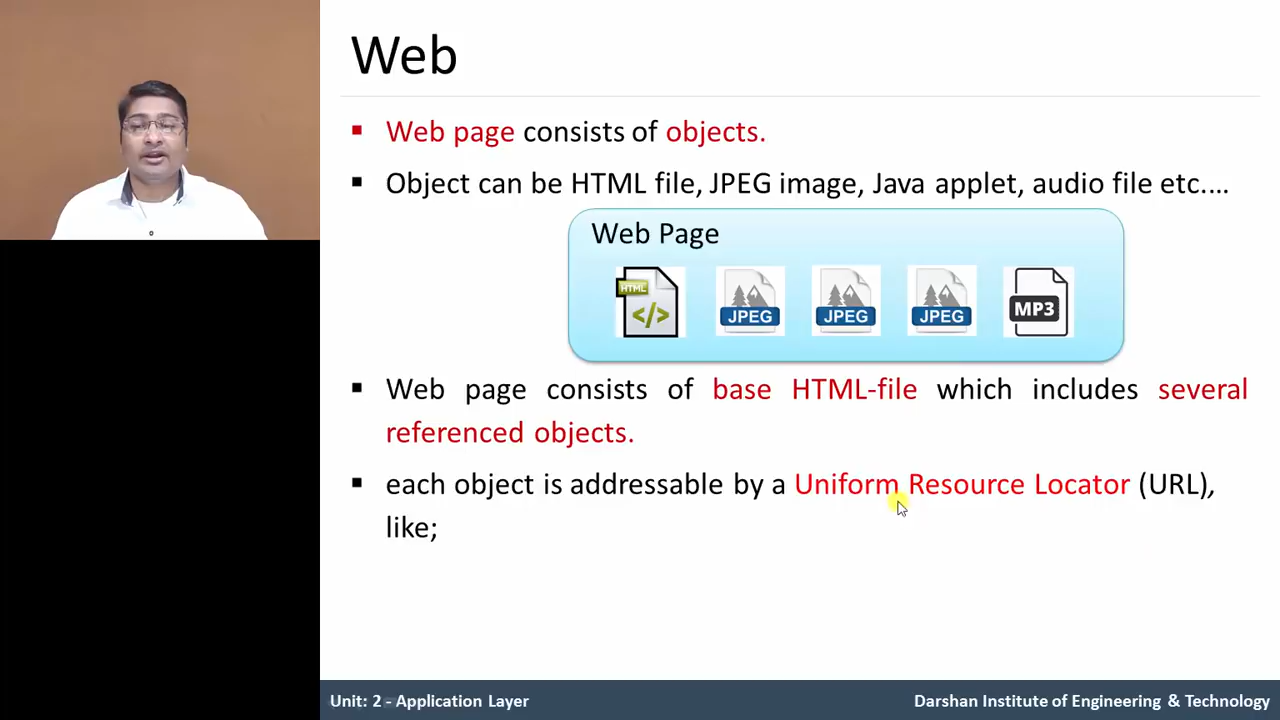 Web
Web page consists of objects.
Object can be HTML file, JPEG image, Java applet, audio file etc....
Web Page
HTML
</>
JPEG
JPEG
JPEG
MP3
Web page consists of base HTML-file which includes several
referenced objects.
each object is addressable by a Uniform Resource Locator (URL),
like;
Unit: 2 - Application Layer
Darshan Institute of Engineering & Technology